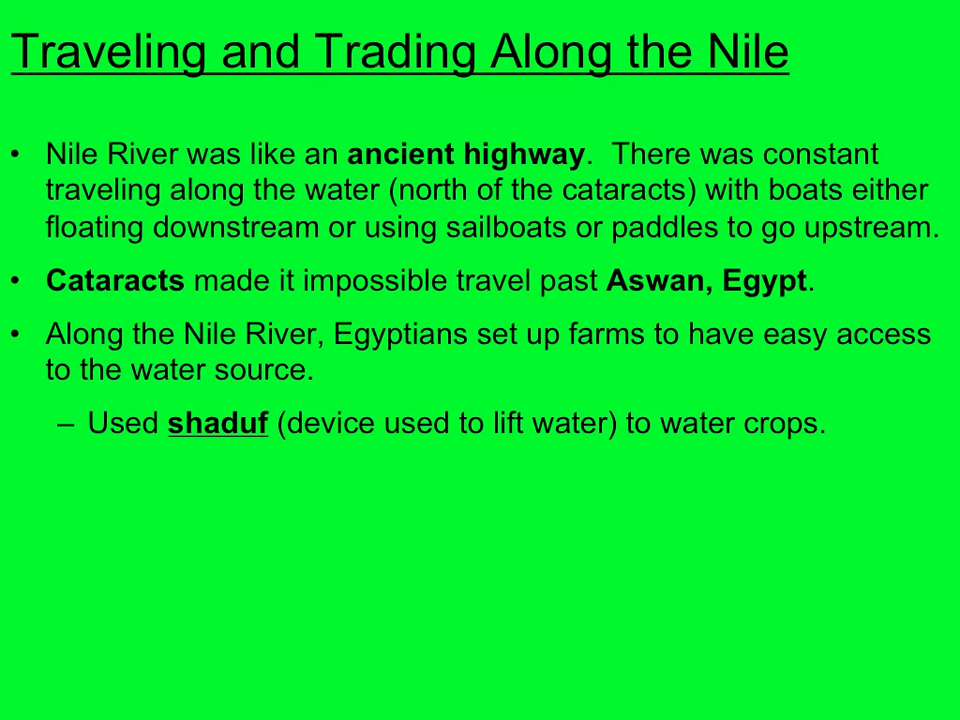 Traveling and Trading Along the Nile
• Nile River was like an ancient highway.  There was constant
traveling along the water (north of the cataracts) with boats either
floating downstream or using sailboats or paddles to go upstream.
• Cataracts made it impossible travel past Aswan, Egypt.
• Along the Nile River, Egyptians set up farms to have easy access
to the water source.
– Used shaduf (device used to lift water) to water crops.